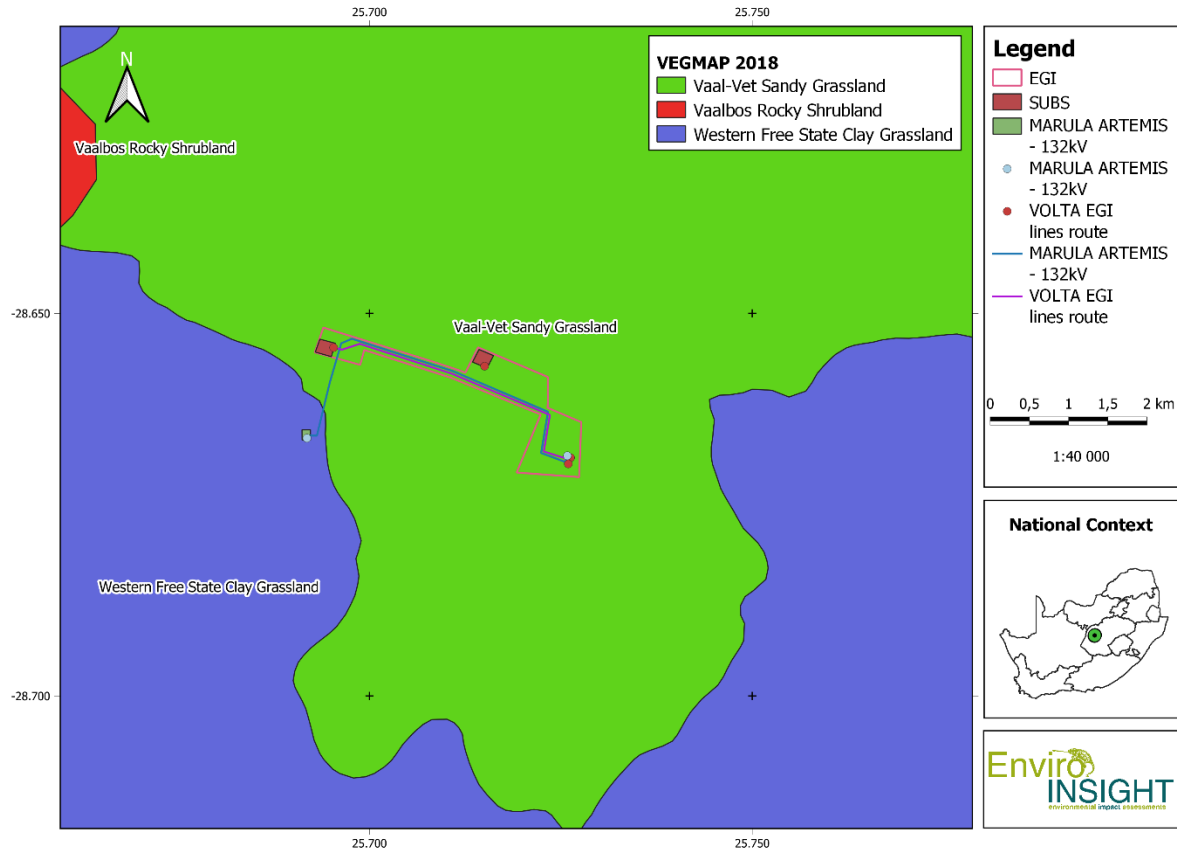 25.700
25.750
N
VEGMAP 2018
Vaal-Vet Sandy Grassland
Vaalbos Rocky Shrubland
Western Free State Clay Grassland
Vaalbos Rocky Shrubland
-28.650
Vaal-Vet Sandy Grassland
Western Free State Clay Grassland
-28.700
25.700
25.750
Legend
EGI
SUBS
MARULA ARTEMIS
- 132kV
MARULA ARTEMIS
- 132kV
VOLTA EGI
lines route
MARULA ARTEMIS
- 132kV
VOLTA EGI
lines route
0 0,5 1 1,5 2 km
1:40 000
National Context
Enviro
INSIGHT
environmental impact assessments